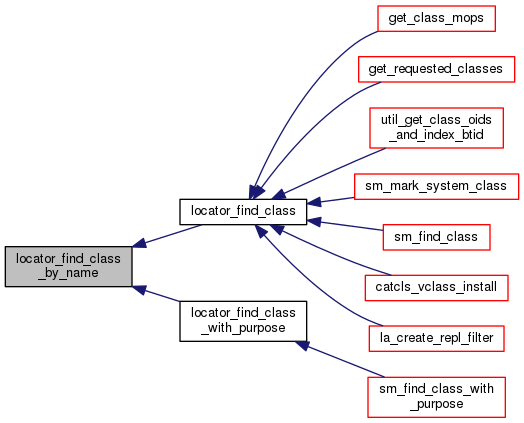 get_class_mops
get_requested_classes
util_get_class_oids
_and_index_btid
sm_mark_system_class
locator_find_class
sm_find_class
locator_find_class
_by_name
catcls_vclass_install
locator_find_class
_with_purpose
la_create_repl_filter
sm_find_class_with
_purpose